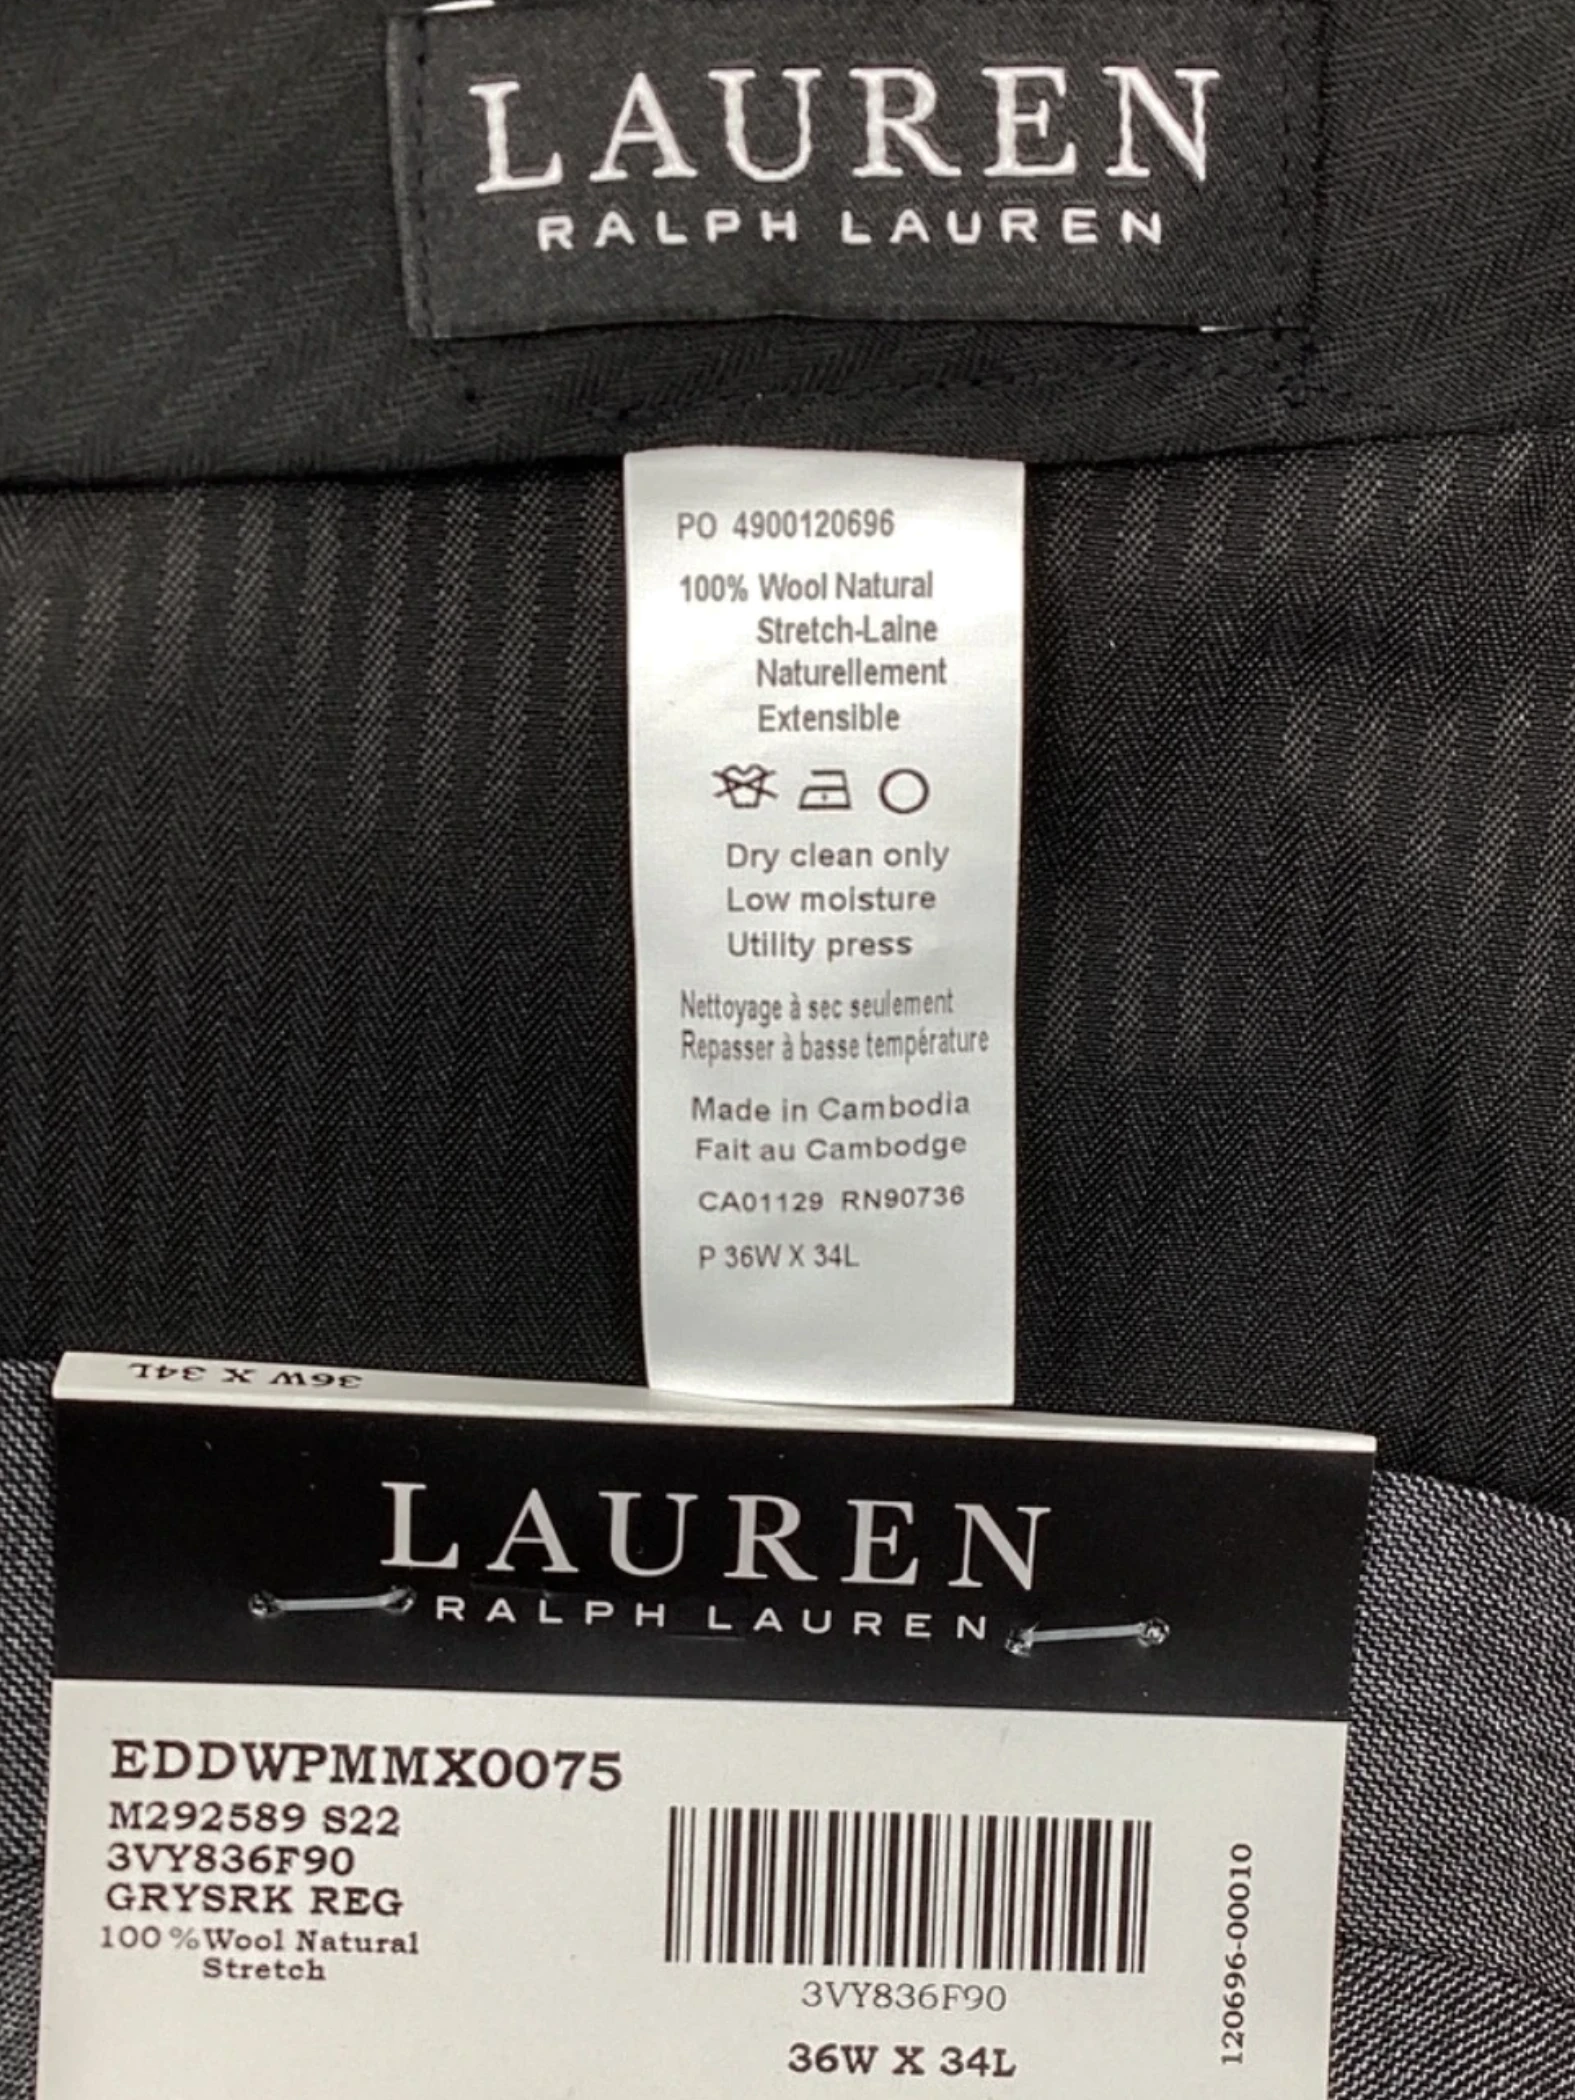 LAUREN
RALPH LAUREN
PO 4900120696
100% Wool Natural
Stretch-Laine
Naturellement
Extensible
Dry clean only
Low moisture
Utility press
Nettoyage à sec seulement
Repasser à basse température
Made in Cambodia
Fait au Cambodge
CA01129 RN90736
P 36W X 34L
36W X 34L
LAUREN
RALPH LAUREN
EDDWPMMX0075
M292589 S22
3VY836F90
GRYSRK REG
100%Wool Natural
Stretch
3VY836F90
36W X 34L
120696-00010